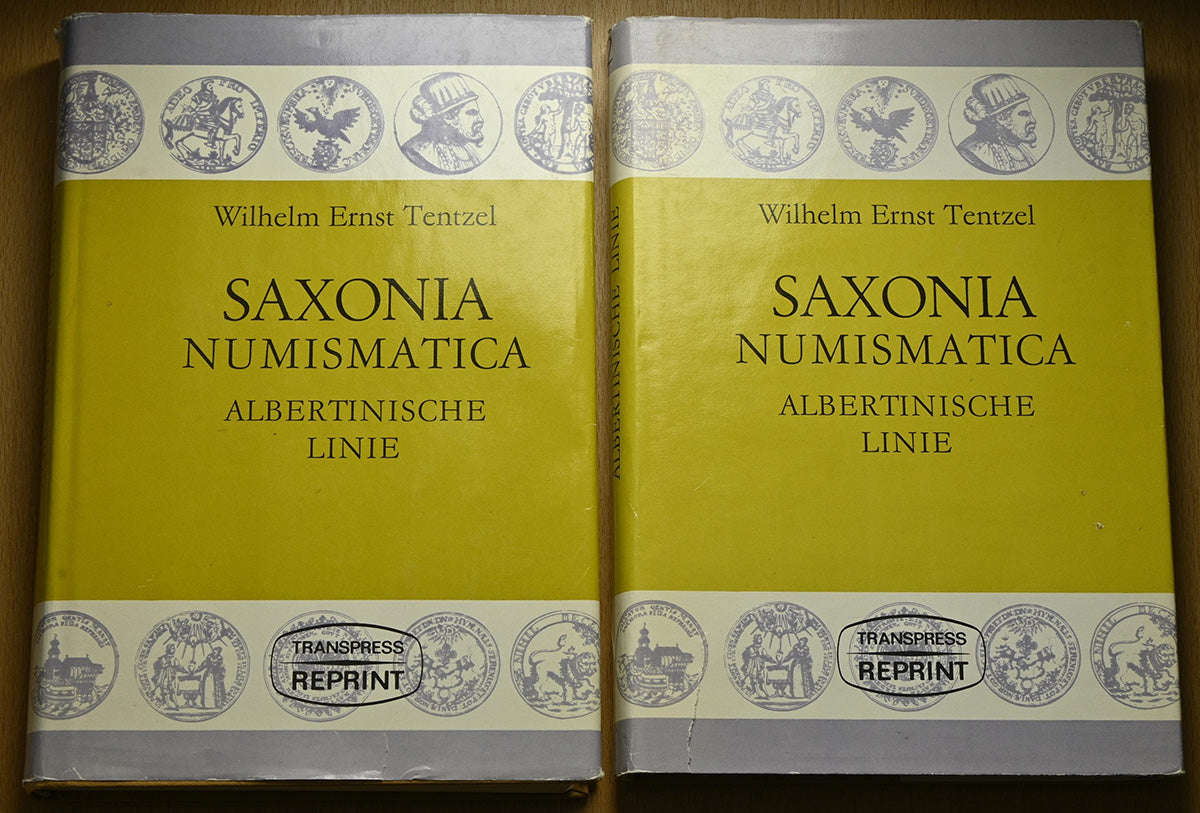 Wilhelm Ernst Tentzel
SAXONIA
NUMISMATICA
ALBERTINISCHE
LINIE
TRANSPRESS
REPRINT
ALBERTINISCHE LINIE
Wilhelm Ernst Tentzel
SAXONIA
NUMISMATICA
ALBERTINISCHE
LINIE
TRANSPRESS
REPRINT